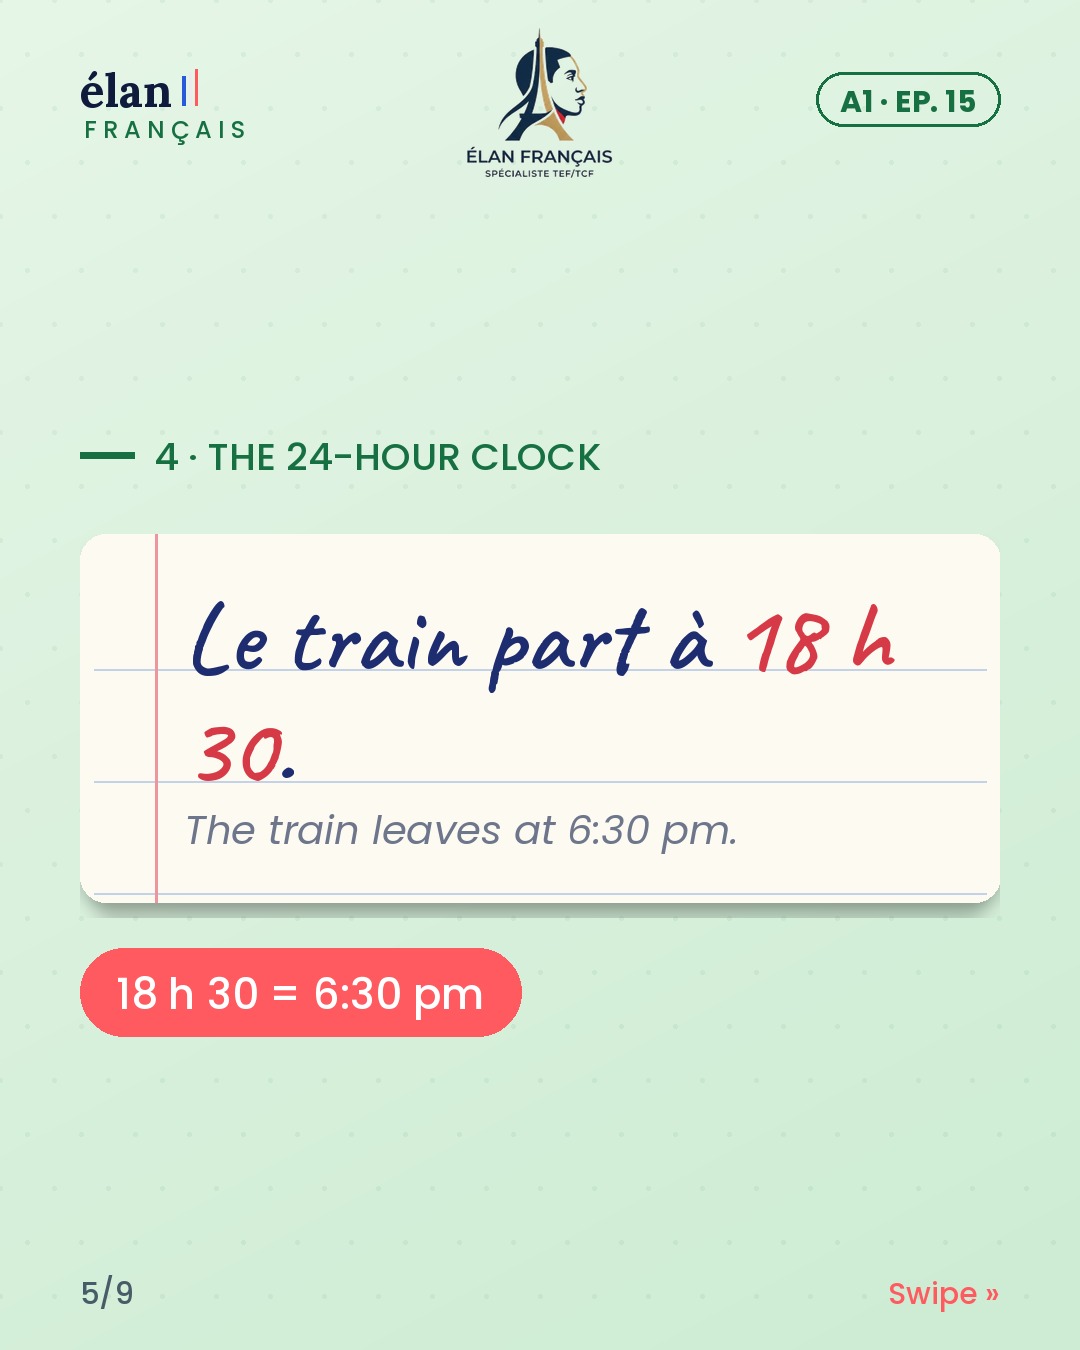 élan
FRANÇAIS
ÉLAN FRANÇAIS
SPÉCIALISTE TEF/TCF
A1 · EP. 15
4 · THE 24-HOUR CLOCK
Le train part à 18 h
30.
The train leaves at 6:30 pm.
18 h 30 = 6:30 pm
5/9
Swipe »